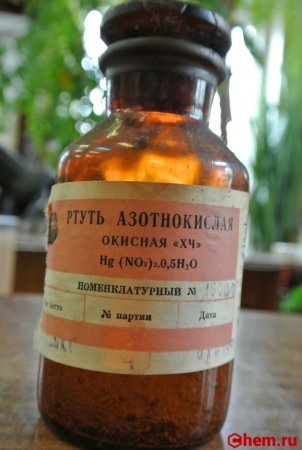 РТУТЬ АЗОТНОКИСЛАЯ
ОКИСНАЯ «ХЧ»
Hg (NO₃)₂.0,5H₂O
НОМЕНКЛАТУРНЫЙ №
№ партии Дата
Chem.ru